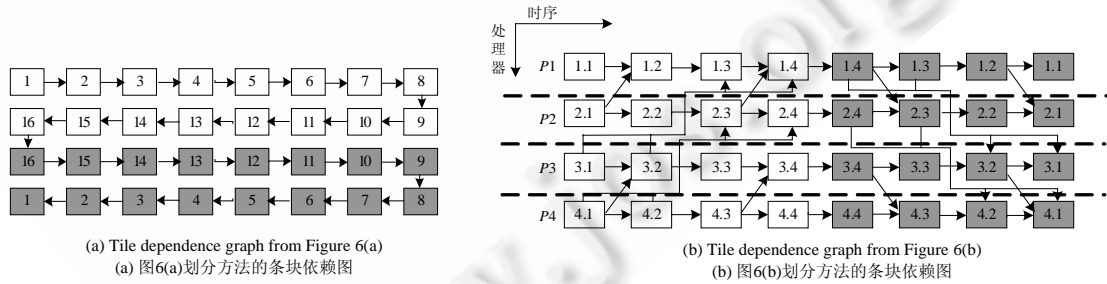 1 2 3 4 5 6 7 8
16 15 14 13 12 11 10 9
16 15 14 13 12 11 10 9
1 2 3 4 5 6 7 8
(a) Tile dependence graph from Figure 6(a)
(a) 图6(a)划分方法的条块依赖图
时序
处理器
P1 1.1 1.2 1.3 1.4 1.4 1.3 1.2 1.1
P2 2.1 2.2 2.3 2.4 2.4 2.3 2.2 2.1
P3 3.1 3.2 3.3 3.4 3.4 3.3 3.2 3.1
P4 4.1 4.2 4.3 4.4 4.4 4.3 4.2 4.1
(b) Tile dependence graph from Figure 6(b)
(b) 图6(b)划分方法的条块依赖图